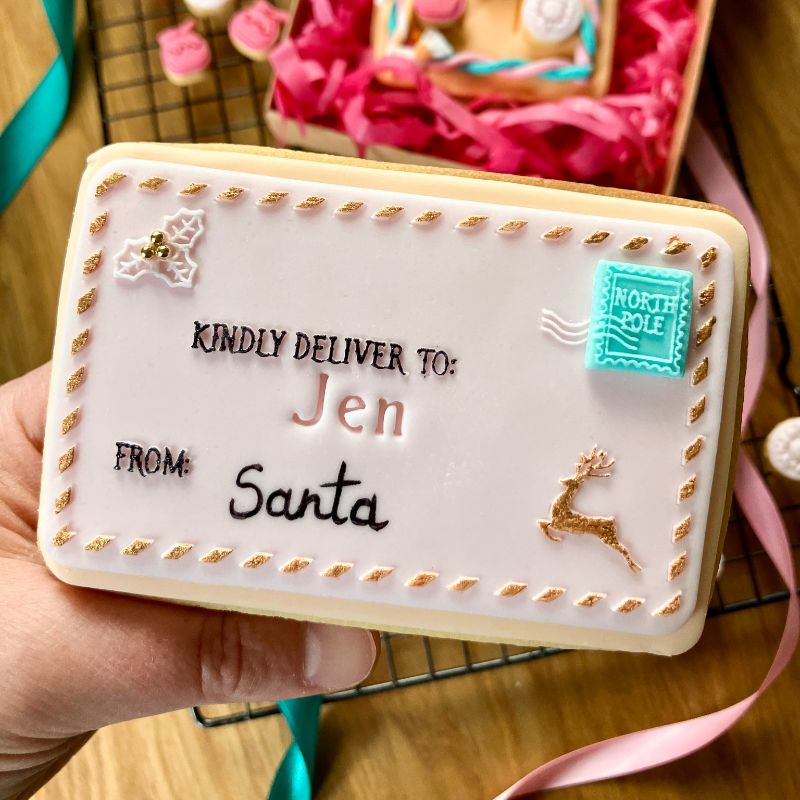 NORTH
POLE
KINDLY DELIVER TO:
Jen
FROM:
Santa